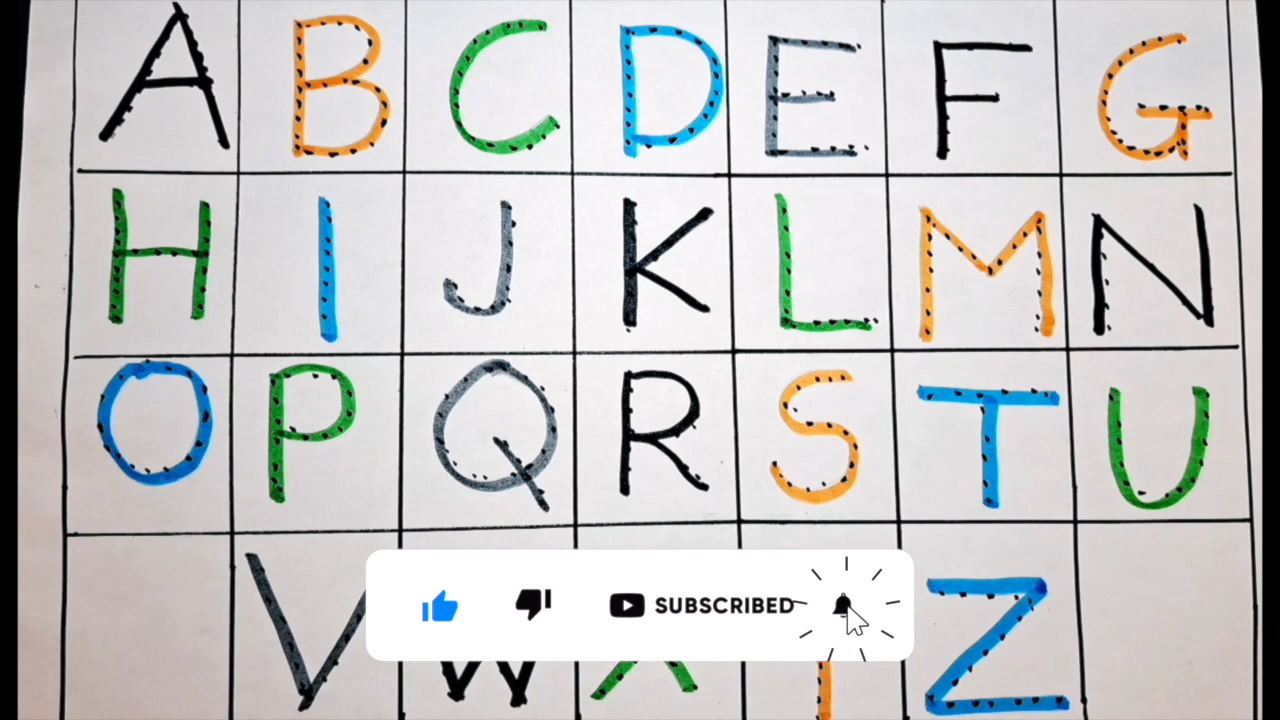 A B C D E F G
H I J K L M N
O P Q R S T U
V W X Y Z
SUBSCRIBED